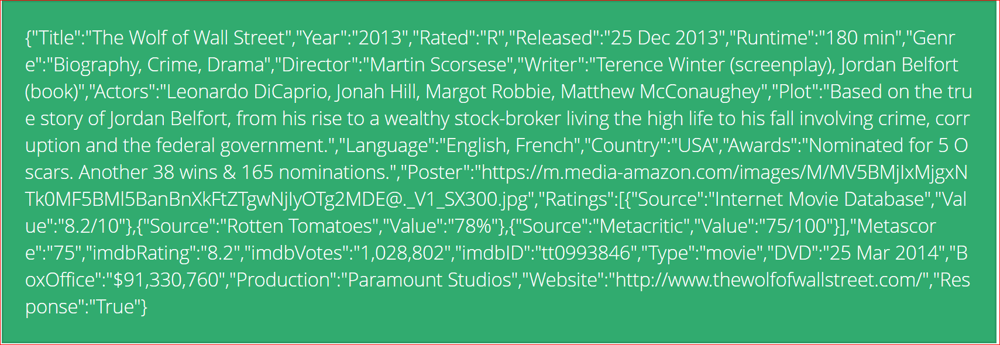 {"Title":"The Wolf of Wall Street","Year":"2013","Rated":"R","Released":"25 Dec 2013","Runtime":"180 min","Genr
e":"Biography, Crime, Drama","Director":"Martin Scorsese","Writer":"Terence Winter (screenplay), Jordan Belfort
(book)","Actors":"Leonardo DiCaprio, Jonah Hill, Margot Robbie, Matthew McConaughey","Plot":"Based on the tru
e story of Jordan Belfort, from his rise to a wealthy stock-broker living the high life to his fall involving crime, corr
uption and the federal government.","Language":"English, French","Country":"USA","Awards":"Nominated for 5 O
scars. Another 38 wins & 165 nominations.","Poster":"https://m.media-amazon.com/images/M/MV5BMjIxMjgxN
Tk0MF5BMl5BanBnXkFtZTgwNjIyOTg2MDE@._V1_SX300.jpg","Ratings":[{"Source":"Internet Movie Database","Val
ue":"8.2/10"},{"Source":"Rotten Tomatoes","Value":"78%"},{"Source":"Metacritic","Value":"75/100"}],"Metascor
e":"75","imdbRating":"8.2","imdbVotes":"1,028,802","imdbID":"tt0993846","Type":"movie","DVD":"25 Mar 2014","B
oxOffice":"$91,330,760","Production":"Paramount Studios","Website":"http://www.thewolfofwallstreet.com/","Res
ponse":"True"}